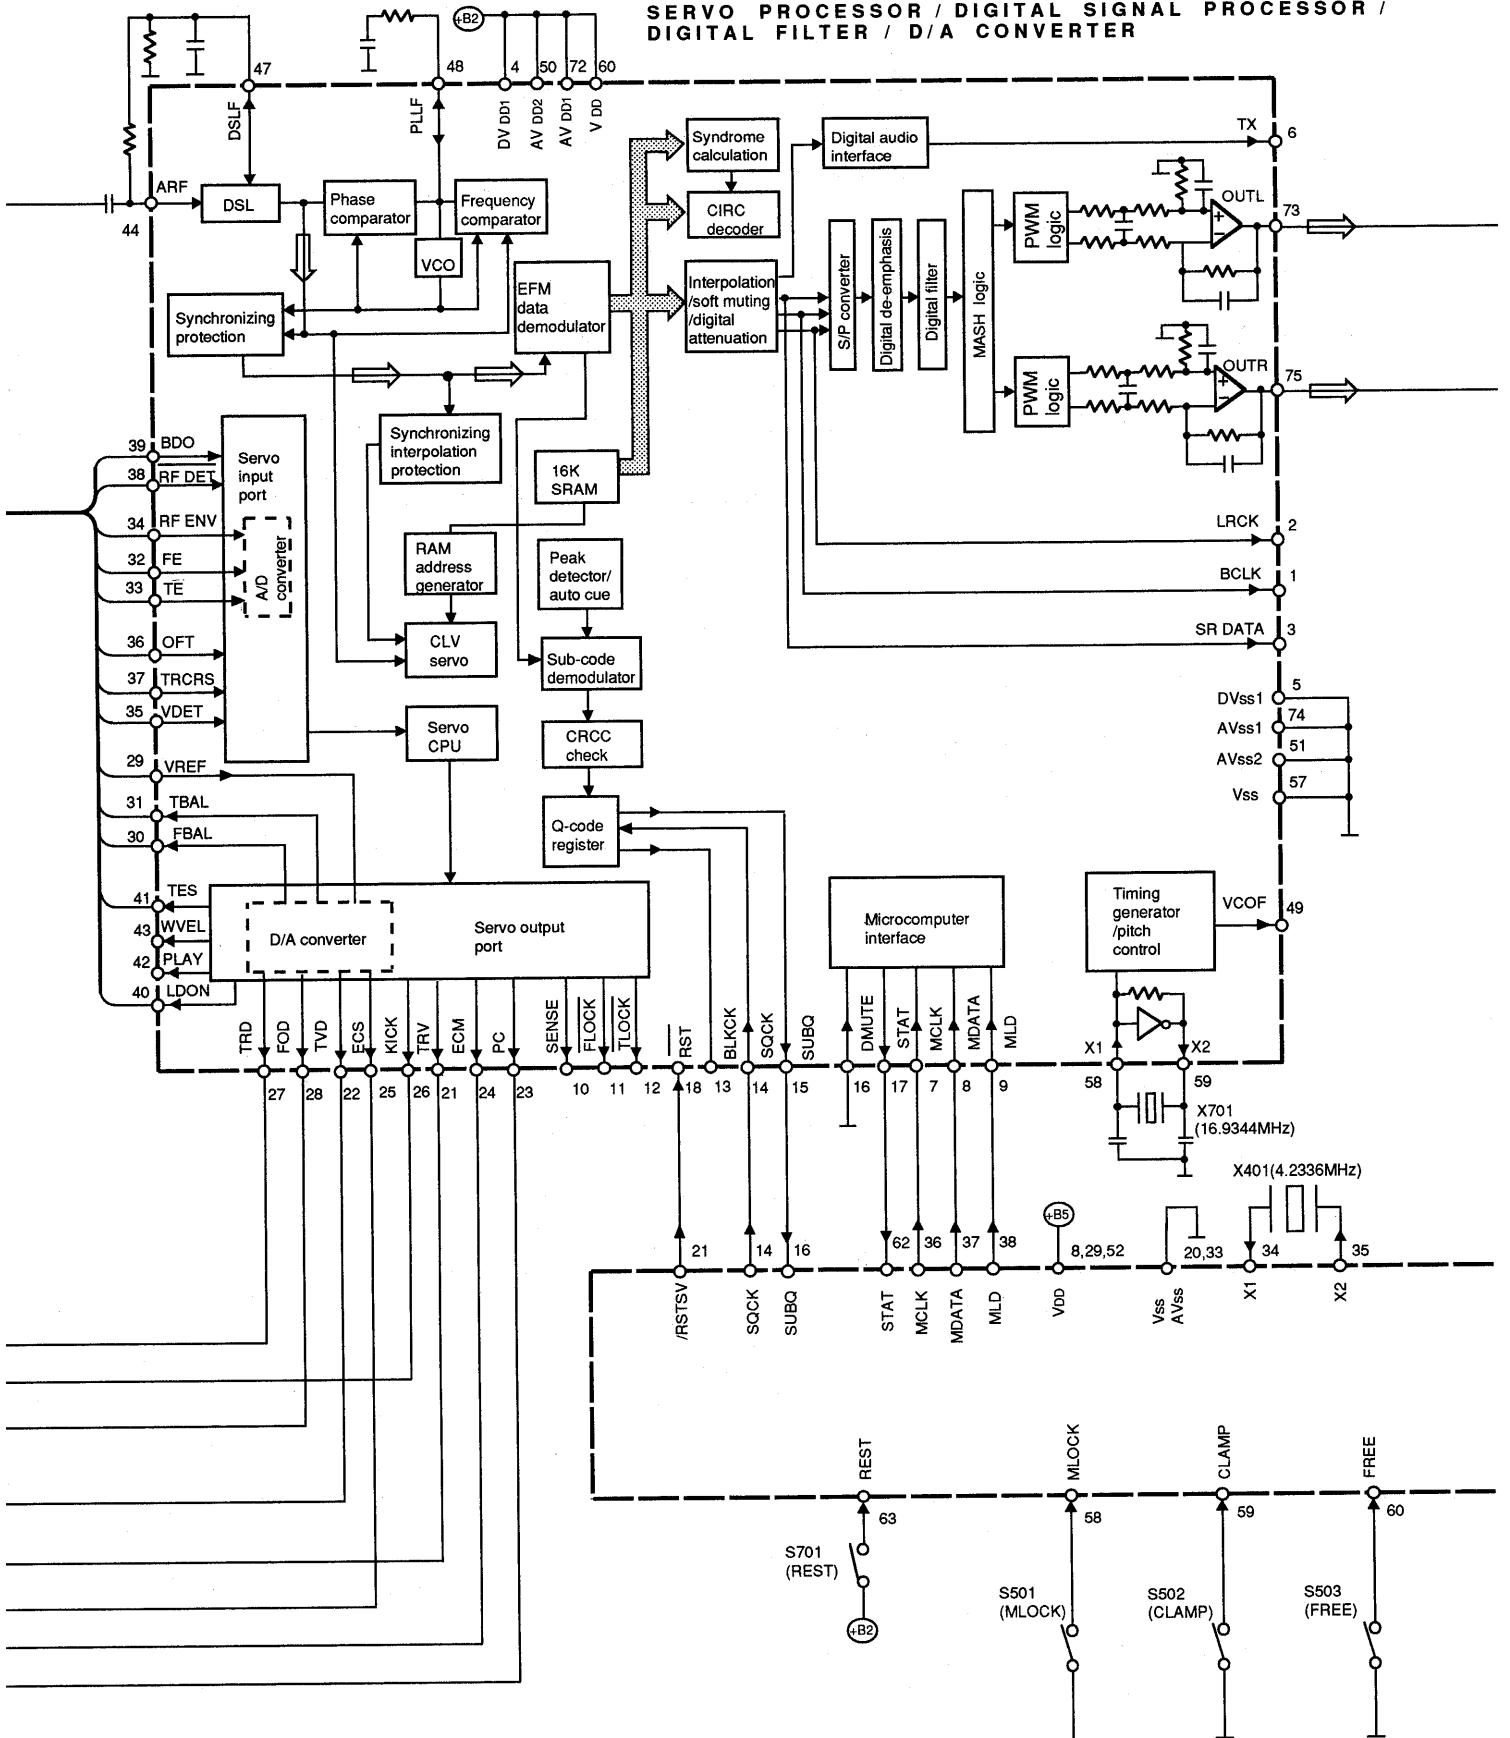 SERVO PROCESSOR / DIGITAL SIGNAL PROCESSOR /
DIGITAL FILTER / D/A CONVERTER
+B2
47
48
4
50
72
60
DSLF
PLLF
DV DD1
AV DD2
AV DD1
V DD
TX
6
Syndrome
calculation
Digital audio
interface
ARF
44
DSL
Phase
comparator
Frequency
comparator
VCO
CIRC
decoder
PWM
logic
OUTL
73
EFM
data
demodulator
Interpolation
/soft muting
/digital
attenuation
S/P converter
Digital de-emphasis
Digital filter
MASH logic
Synchronizing
protection
PWM
logic
OUTR
75
39
BDO
38
RF DET
34
RF ENV
32
FE
33
TE
36
OFT
37
TRCRS
35
VDET
29
VREF
31
TBAL
30
FBAL
41
TES
43
WVEL
42
PLAY
40
LDON
Servo
input
port
A/D
converter
Synchronizing
interpolation
protection
16K
SRAM
RAM
address
generator
Peak
detector/
auto cue
CLV
servo
Sub-code
demodulator
Servo
CPU
CRCC
check
Q-code
register
LRCK
2
BCLK
1
SR DATA
3
DVss1
5
AVss1
74
AVss2
51
Vss
57
D/A converter
Servo output
port
Microcomputer
interface
Timing
generator
/pitch
control
VCOF
49
TRD
FOD
TVD
ECS
KICK
TRV
ECM
PC
SENSE
FLOCK
TLOCK
RST
BLKCK
SQCK
SUBQ
DMUTE
STAT
MCLK
MDATA
MLD
X1
X2
27
28
22
25
26
21
24
23
10
11
12
18
13
14
15
16
17
7
8
9
58
59
X701
(16.9344MHz)
X401(4.2336MHz)
+B5
21
14
16
62
36
37
38
8,29,52
20,33
34
35
/RSTSV
SQCK
SUBQ
STAT
MCLK
MDATA
MLD
VDD
Vss
AVss
X1
X2
REST
MLOCK
CLAMP
FREE
63
58
59
60
S701
(REST)
S501
(MLOCK)
S502
(CLAMP)
S503
(FREE)
+B2